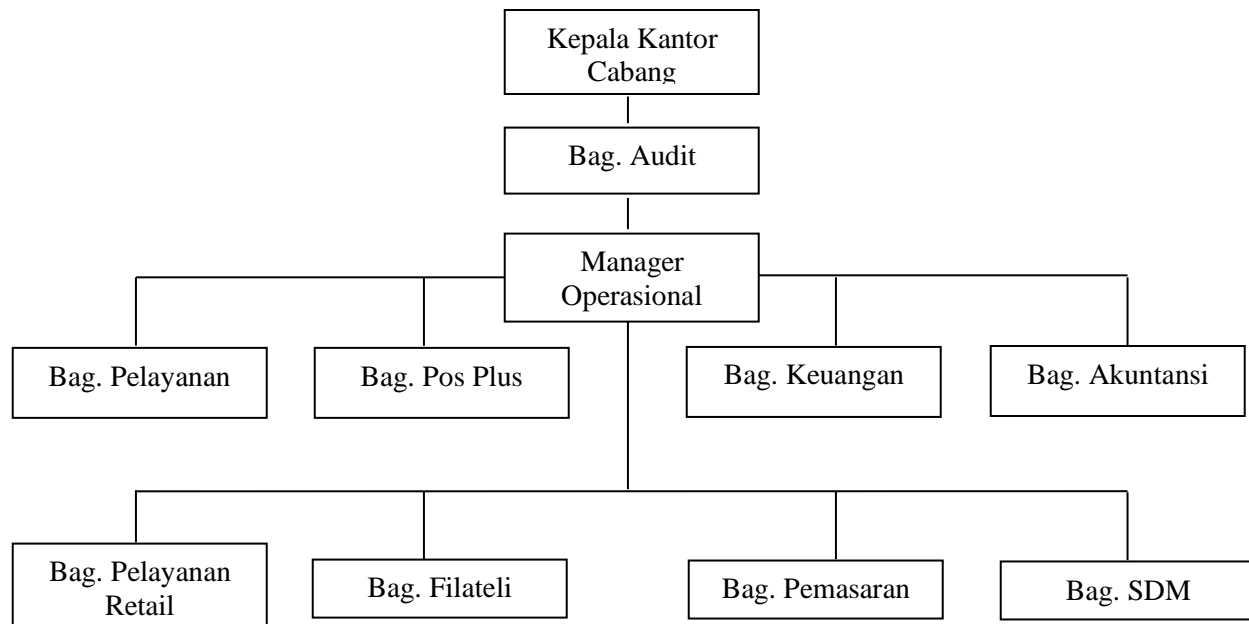 Kepala Kantor
Cabang
Bag. Audit
Manager
Operasional
Bag. Pelayanan
Bag. Pos Plus
Bag. Keuangan
Bag. Akuntansi
Bag. Pelayanan
Retail
Bag. Filateli
Bag. Pemasaran
Bag. SDM